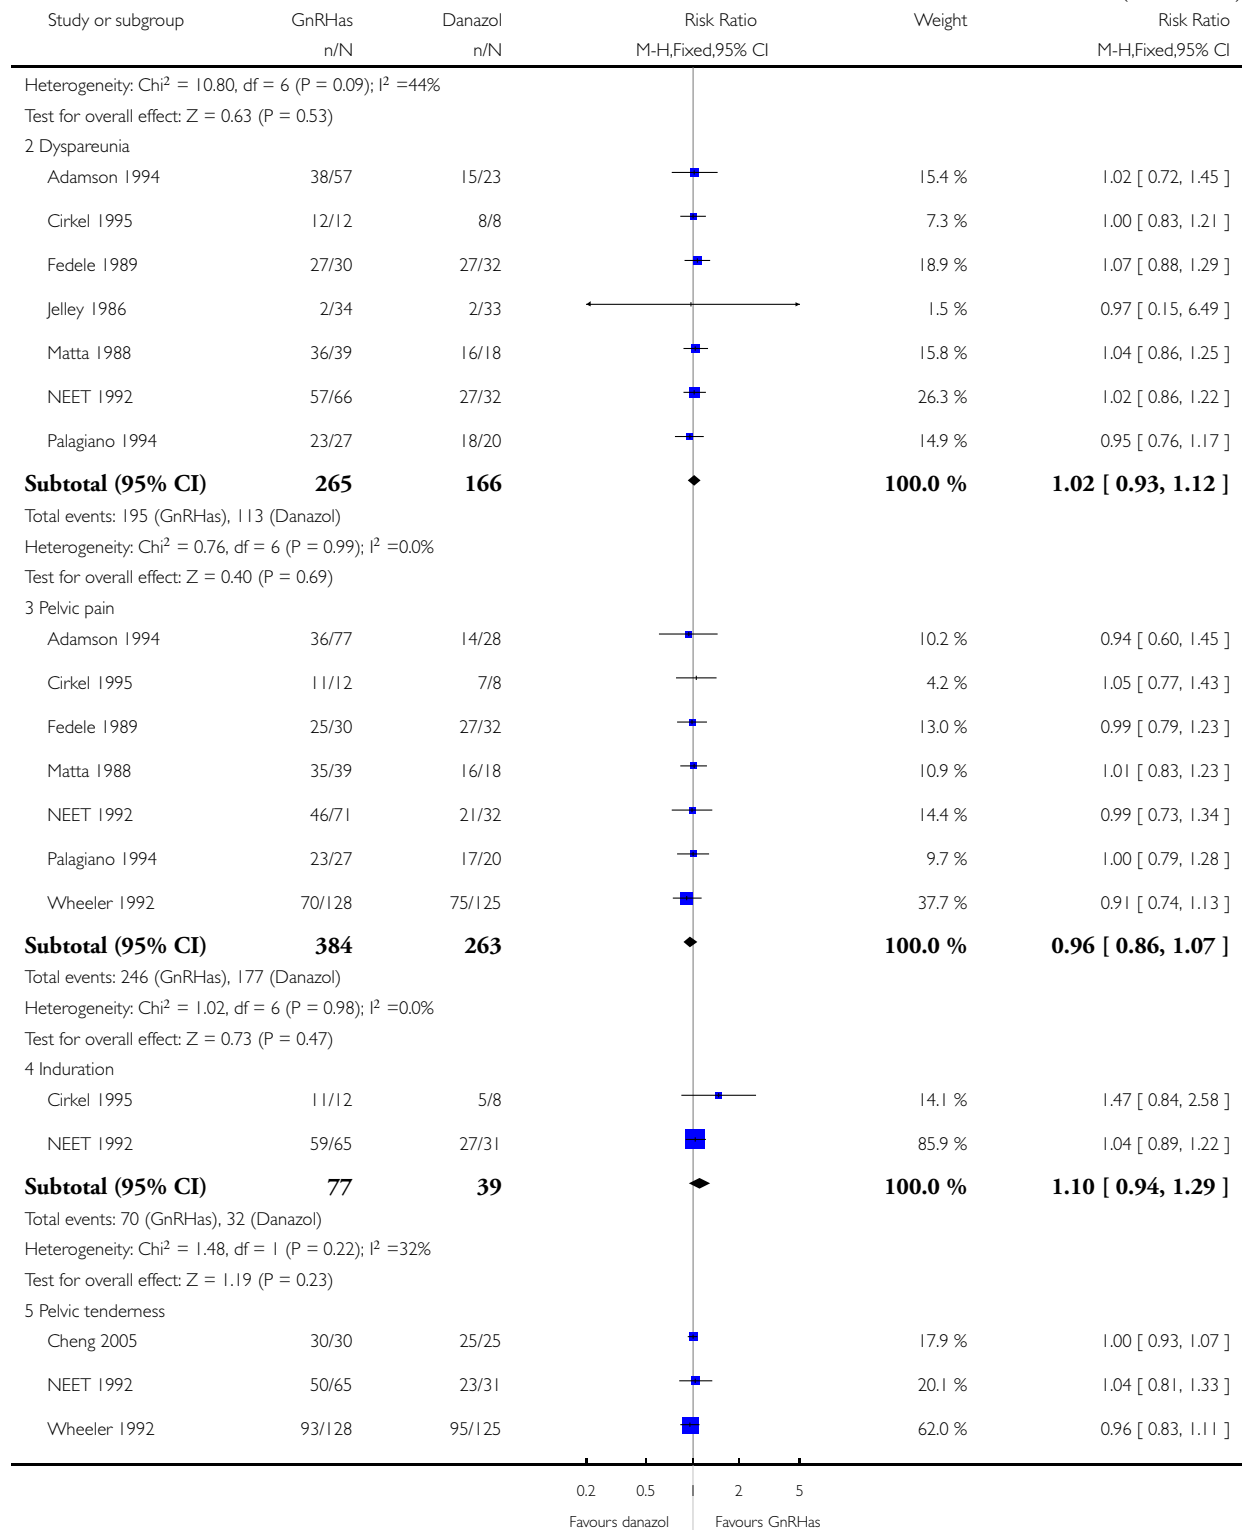 Study or subgroup GnRHas Danazol Risk Ratio Weight Risk Ratio
n/N n/N M-H,Fixed,95% CI M-H,Fixed,95% CI
Heterogeneity: Chi² = 10.80, df = 6 (P = 0.09); I² =44%
Test for overall effect: Z = 0.63 (P = 0.53)
2 Dyspareunia
Adamson 1994 38/57 15/23 15.4 % 1.02 [ 0.72, 1.45 ]
Cirkel 1995 12/12 8/8 7.3 % 1.00 [ 0.83, 1.21 ]
Fedele 1989 27/30 27/32 18.9 % 1.07 [ 0.88, 1.29 ]
Jelley 1986 2/34 2/33 1.5 % 0.97 [ 0.15, 6.49 ]
Matta 1988 36/39 16/18 15.8 % 1.04 [ 0.86, 1.25 ]
NEET 1992 57/66 27/32 26.3 % 1.02 [ 0.86, 1.22 ]
Palagiano 1994 23/27 18/20 14.9 % 0.95 [ 0.76, 1.17 ]
Subtotal (95% CI) 265 166 100.0 % 1.02 [ 0.93, 1.12 ]
Total events: 195 (GnRHas), 113 (Danazol)
Heterogeneity: Chi² = 0.76, df = 6 (P = 0.99); I² =0.0%
Test for overall effect: Z = 0.40 (P = 0.69)
3 Pelvic pain
Adamson 1994 36/77 14/28 10.2 % 0.94 [ 0.60, 1.45 ]
Cirkel 1995 11/12 7/8 4.2 % 1.05 [ 0.77, 1.43 ]
Fedele 1989 25/30 27/32 13.0 % 0.99 [ 0.79, 1.23 ]
Matta 1988 35/39 16/18 10.9 % 1.01 [ 0.83, 1.23 ]
NEET 1992 46/71 21/32 14.4 % 0.99 [ 0.73, 1.34 ]
Palagiano 1994 23/27 17/20 9.7 % 1.00 [ 0.79, 1.28 ]
Wheeler 1992 70/128 75/125 37.7 % 0.91 [ 0.74, 1.13 ]
Subtotal (95% CI) 384 263 100.0 % 0.96 [ 0.86, 1.07 ]
Total events: 246 (GnRHas), 177 (Danazol)
Heterogeneity: Chi² = 1.02, df = 6 (P = 0.98); I² =0.0%
Test for overall effect: Z = 0.73 (P = 0.47)
4 Induration
Cirkel 1995 11/12 5/8 14.1 % 1.47 [ 0.84, 2.58 ]
NEET 1992 59/65 27/31 85.9 % 1.04 [ 0.89, 1.22 ]
Subtotal (95% CI) 77 39 100.0 % 1.10 [ 0.94, 1.29 ]
Total events: 70 (GnRHas), 32 (Danazol)
Heterogeneity: Chi² = 1.48, df = 1 (P = 0.22); I² =32%
Test for overall effect: Z = 1.19 (P = 0.23)
5 Pelvic tenderness
Cheng 2005 30/30 25/25 17.9 % 1.00 [ 0.93, 1.07 ]
NEET 1992 50/65 23/31 20.1 % 1.04 [ 0.81, 1.33 ]
Wheeler 1992 93/128 95/125 62.0 % 0.96 [ 0.83, 1.11 ]
0.2 0.5 1 2 5
Favours danazol Favours GnRHas